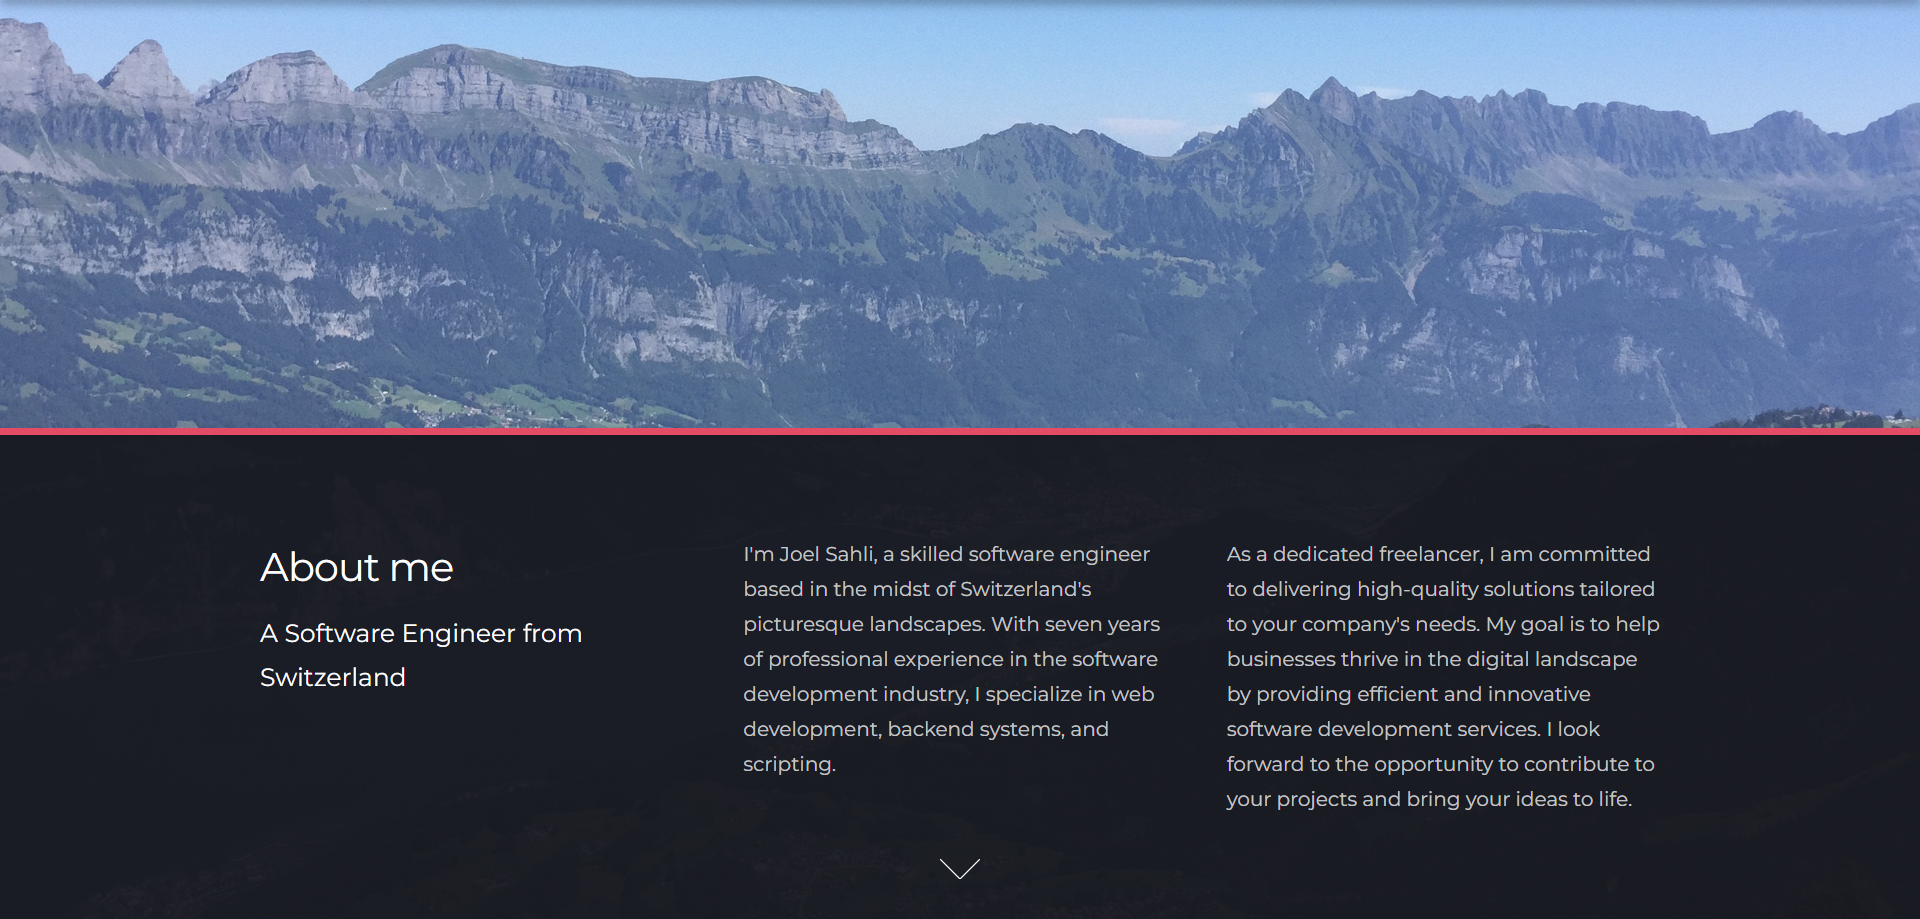 About me
A Software Engineer from
Switzerland
I'm Joel Sahli, a skilled software engineer
based in the midst of Switzerland's
picturesque landscapes. With seven years
of professional experience in the software
development industry, I specialize in web
development, backend systems, and
scripting.
As a dedicated freelancer, I am committed
to delivering high-quality solutions tailored
to your company's needs. My goal is to help
businesses thrive in the digital landscape
by providing efficient and innovative
software development services. I look
forward to the opportunity to contribute to
your projects and bring your ideas to life.